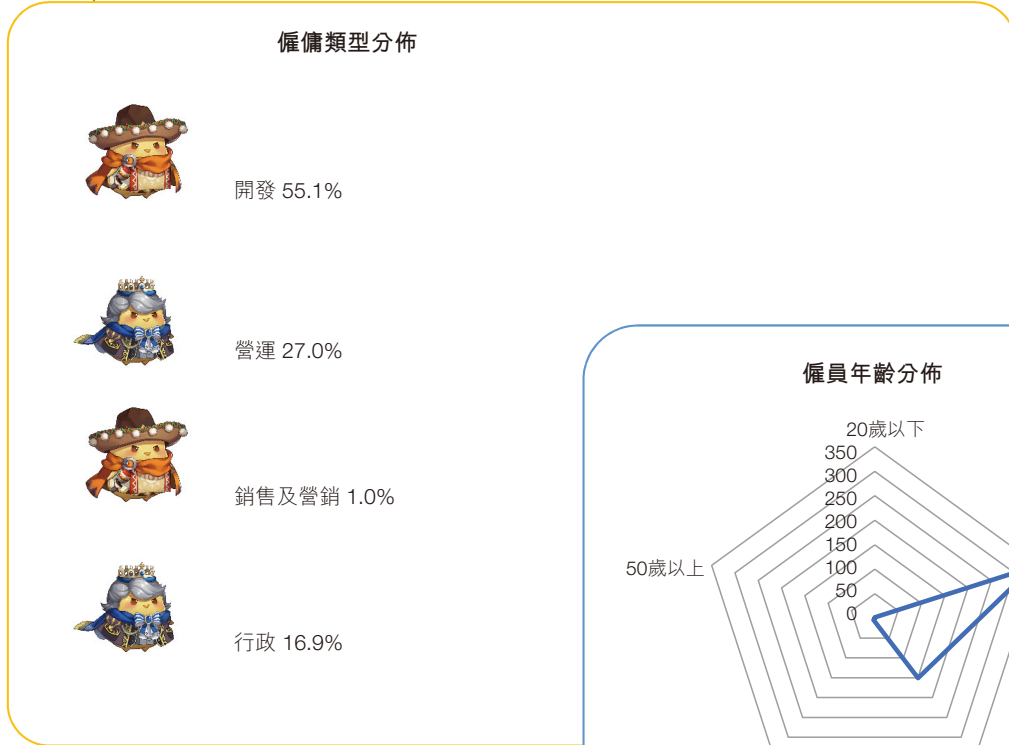 僱傭類型分佈
開發 55.1%
營運 27.0%
銷售及營銷 1.0%
行政 16.9%
僱員年齡分佈
20歲以下
350
300
250
200
150
100
50
0
50歲以上